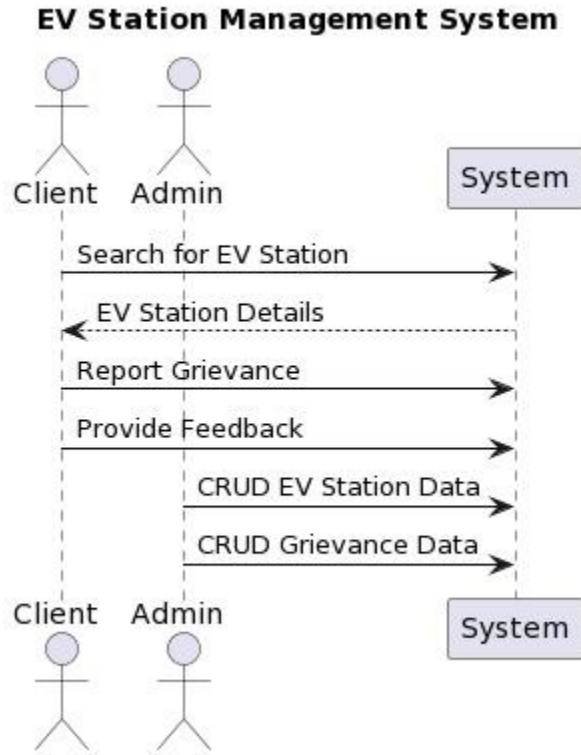 EV Station Management System
Client
Admin
System
Search for EV Station
EV Station Details
Report Grievance
Provide Feedback
CRUD EV Station Data
CRUD Grievance Data
Client
Admin
System